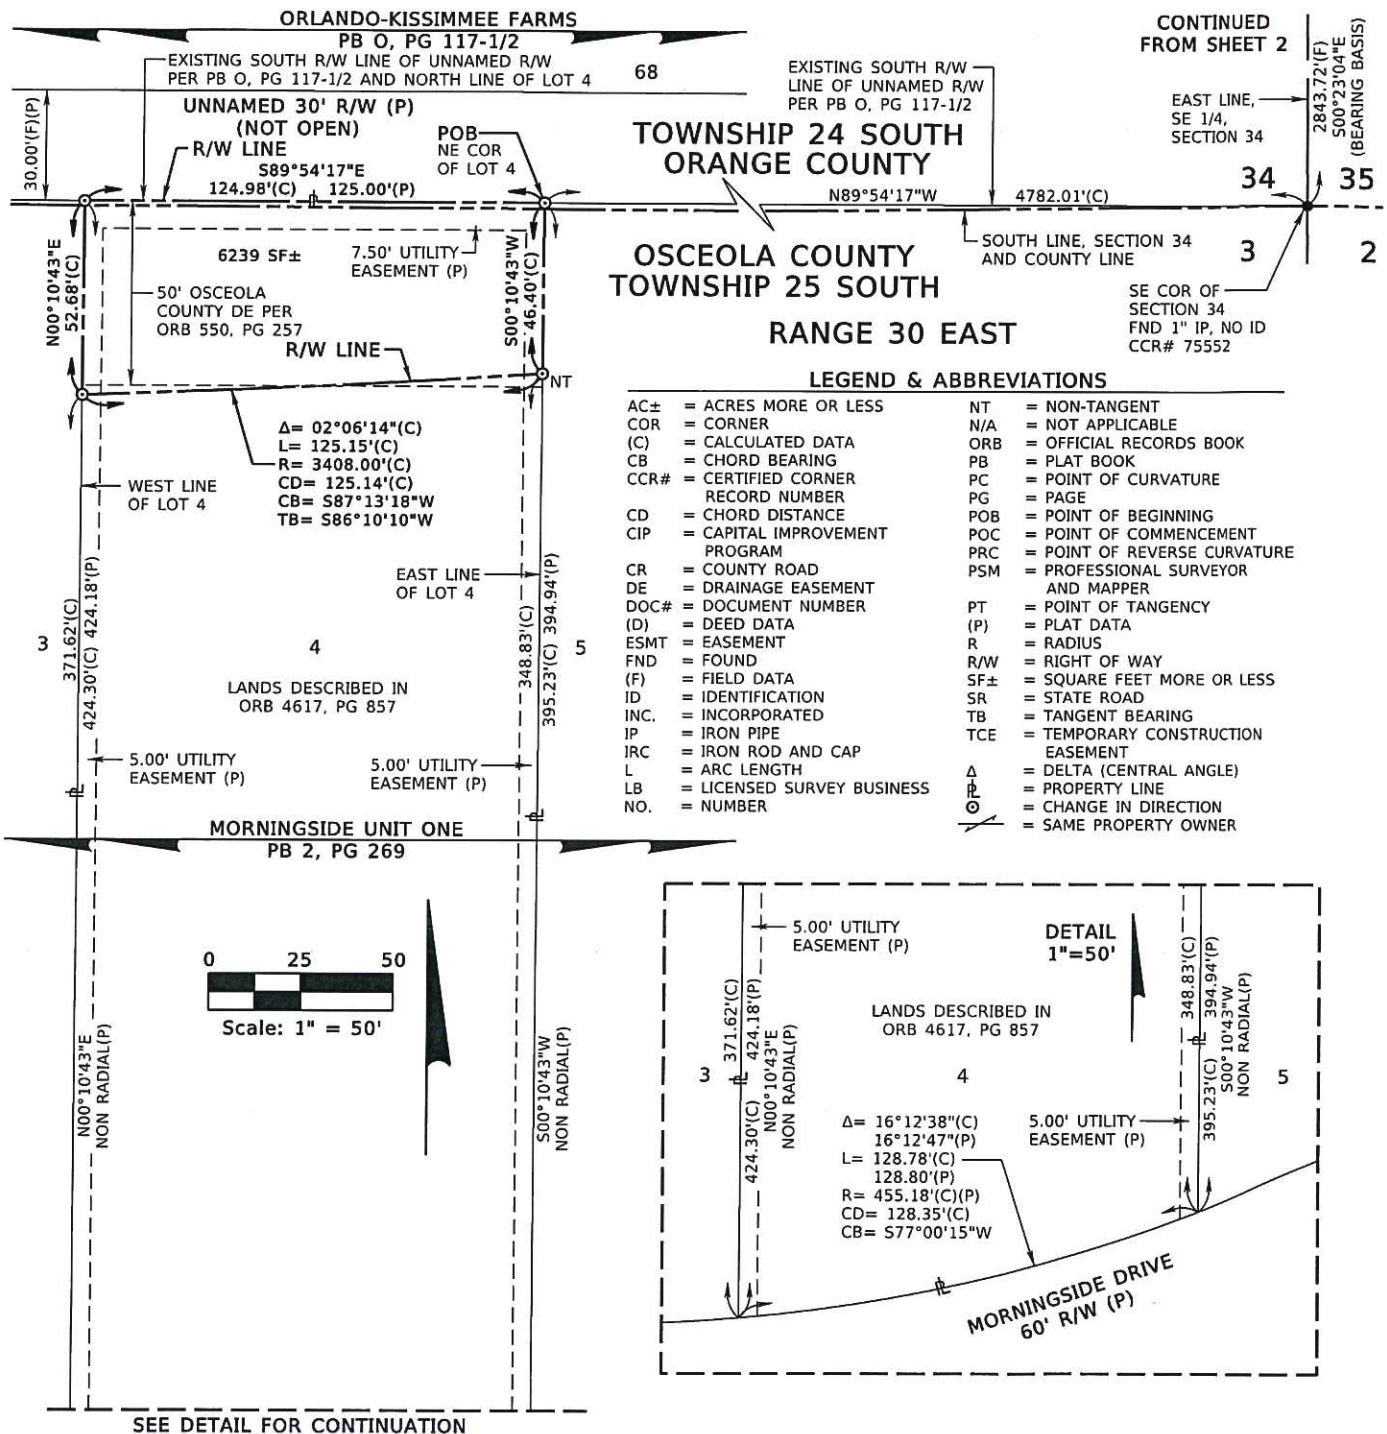 ORLANDO-KISSIMMEE FARMS
PB O, PG 117-1/2
EXISTING SOUTH R/W LINE OF UNNAMED R/W
PER PB O, PG 117-1/2 AND NORTH LINE OF LOT 4
68
30.00'(F)(P)
UNNAMED 30' R/W (P)
(NOT OPEN)
R/W LINE
S89°54'17"E
124.98'(C)
125.00'(P)
POB
NE COR
OF LOT 4
EXISTING SOUTH R/W
LINE OF UNNAMED R/W
PER PB O, PG 117-1/2
CONTINUED
FROM SHEET 2
EAST LINE,
SE 1/4,
SECTION 34
2843.72'(F)
S00°23'04"E
(BEARING BASIS)
TOWNSHIP 24 SOUTH
ORANGE COUNTY
34
35
N89°54'17"W
4782.01'(C)
SOUTH LINE, SECTION 34
AND COUNTY LINE
3
2
OSCEOLA COUNTY
TOWNSHIP 25 SOUTH
SE COR OF
SECTION 34
FND 1" IP, NO ID
CCR# 75552
RANGE 30 EAST
N00°10'43"E
52.68'(C)
6239 SF±
7.50' UTILITY
EASEMENT (P)
S00°10'43"W
46.40'(C)
50' OSCEOLA
COUNTY DE PER
ORB 550, PG 257
R/W LINE
NT
Δ= 02°06'14"(C)
L= 125.15'(C)
R= 3408.00'(C)
CD= 125.14'(C)
CB= S87°13'18"W
TB= S86°10'10"W
WEST LINE
OF LOT 4
EAST LINE
OF LOT 4
371.62'(C)
424.30'(C) 424.18'(P)
348.83'(C)
395.23'(C) 394.94'(P)
3
4
5
LANDS DESCRIBED IN
ORB 4617, PG 857
5.00' UTILITY
EASEMENT (P)
5.00' UTILITY
EASEMENT (P)
PL
PL
PL
MORNINGSIDE UNIT ONE
PB 2, PG 269
0 25 50
Scale: 1" = 50'
N00°10'43"E
NON RADIAL(P)
S00°10'43"W
NON RADIAL(P)
SEE DETAIL FOR CONTINUATION
LEGEND & ABBREVIATIONS
AC± = ACRES MORE OR LESS
COR = CORNER
(C) = CALCULATED DATA
CB = CHORD BEARING
CCR# = CERTIFIED CORNER
RECORD NUMBER
CD = CHORD DISTANCE
CIP = CAPITAL IMPROVEMENT
PROGRAM
CR = COUNTY ROAD
DE = DRAINAGE EASEMENT
DOC# = DOCUMENT NUMBER
(D) = DEED DATA
ESMT = EASEMENT
FND = FOUND
(F) = FIELD DATA
ID = IDENTIFICATION
INC. = INCORPORATED
IP = IRON PIPE
IRC = IRON ROD AND CAP
L = ARC LENGTH
LB = LICENSED SURVEY BUSINESS
NO. = NUMBER
NT = NON-TANGENT
N/A = NOT APPLICABLE
ORB = OFFICIAL RECORDS BOOK
PB = PLAT BOOK
PC = POINT OF CURVATURE
PG = PAGE
POB = POINT OF BEGINNING
POC = POINT OF COMMENCEMENT
PRC = POINT OF REVERSE CURVATURE
PSM = PROFESSIONAL SURVEYOR
AND MAPPER
PT = POINT OF TANGENCY
(P) = PLAT DATA
R = RADIUS
R/W = RIGHT OF WAY
SF± = SQUARE FEET MORE OR LESS
SR = STATE ROAD
TB = TANGENT BEARING
TCE = TEMPORARY CONSTRUCTION
EASEMENT
Δ = DELTA (CENTRAL ANGLE)
PL = PROPERTY LINE
= CHANGE IN DIRECTION
= SAME PROPERTY OWNER
5.00' UTILITY
EASEMENT (P)
DETAIL
1"=50'
371.62'(C)
424.18'(P)
424.30'(C)
N00°10'43"E
NON RADIAL(P)
LANDS DESCRIBED IN
ORB 4617, PG 857
348.83'(C)
394.94'(P)
395.23'(C)
S00°10'43"W
NON RADIAL(P)
3
4
5
PL
PL
Δ= 16°12'38"(C)
16°12'47"(P)
L= 128.78'(C)
128.80'(P)
R= 455.18'(C)(P)
CD= 128.35'(C)
CB= S77°00'15"W
5.00' UTILITY
EASEMENT (P)
PL
MORNINGSIDE DRIVE
60' R/W (P)